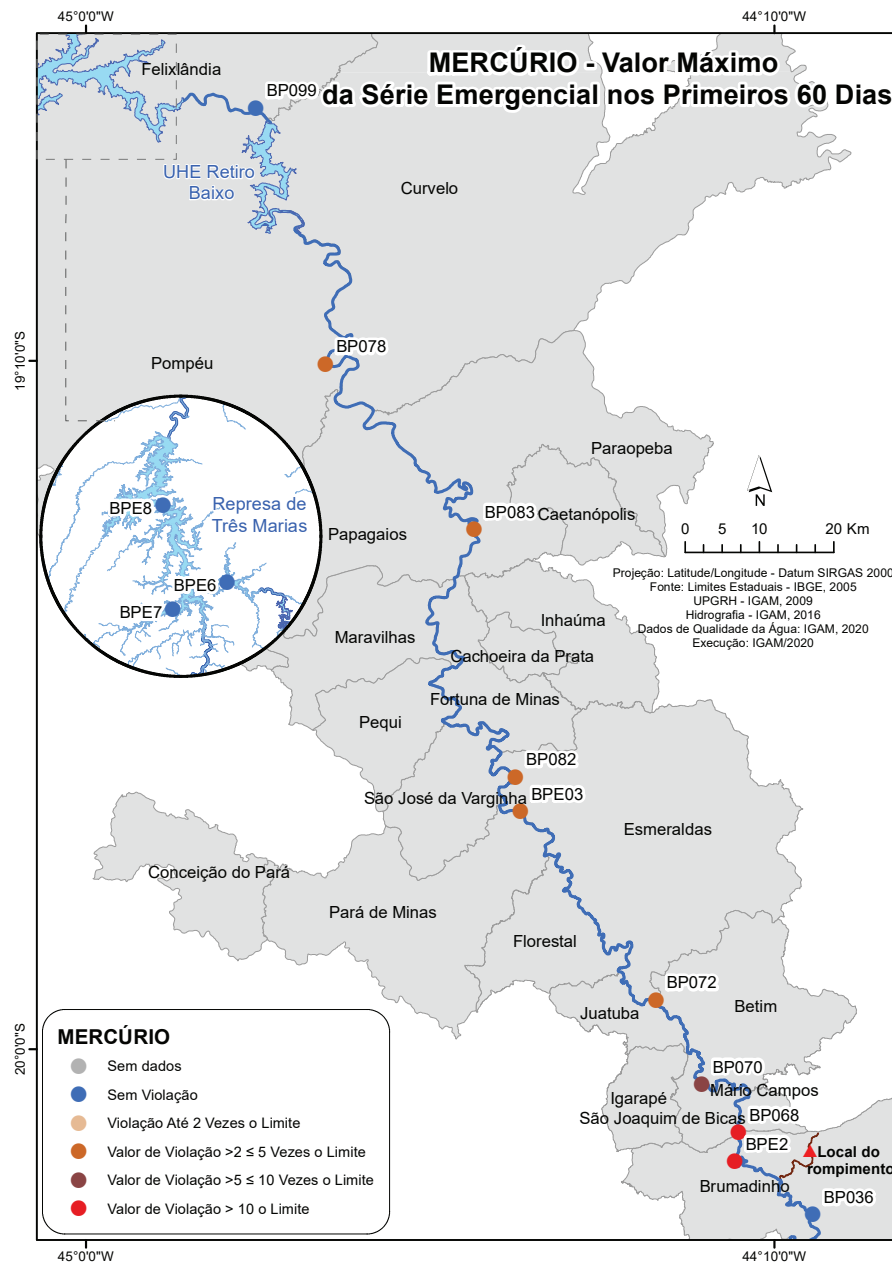 45°0'0"W
44°10'0"W
MERCÚRIO - Valor Máximo
da Série Emergencial nos Primeiros 60 Dias
Felixlândia
BP099
UHE Retiro
Baixo
Curvelo
19°10'0"S
BP078
Pompéu
Paraopeba
N
BPE8
Represa de
Três Marias
BP083
Caetanópolis
Papagaios
0 5 10 20 Km
BPE6
BPE7
Projeção: Latitude/Longitude - Datum SIRGAS 2000
Fonte: Limites Estaduais - IBGE, 2005
UPGRH - IGAM, 2009
Hidrografia - IGAM, 2016
Dados de Qualidade da Água: IGAM, 2020
Execução: IGAM/2020
Inhaúma
Maravilhas
Cachoeira da Prata
Fortuna de Minas
Pequi
BP082
São José da Varginha
BPE03
Esmeraldas
Conceição do Pará
Pará de Minas
Florestal
BP072
Juatuba
Betim
20°0'0"S
BP070
Mário Campos
Igarapé
São Joaquim de Bicas
BP068
BPE2
Local do
rompimento
Brumadinho
BP036
MERCÚRIO
Sem dados
Sem Violação
Violação Até 2 Vezes o Limite
Valor de Violação >2 ≤ 5 Vezes o Limite
Valor de Violação >5 ≤ 10 Vezes o Limite
Valor de Violação > 10 o Limite
45°0'0"W
44°10'0"W